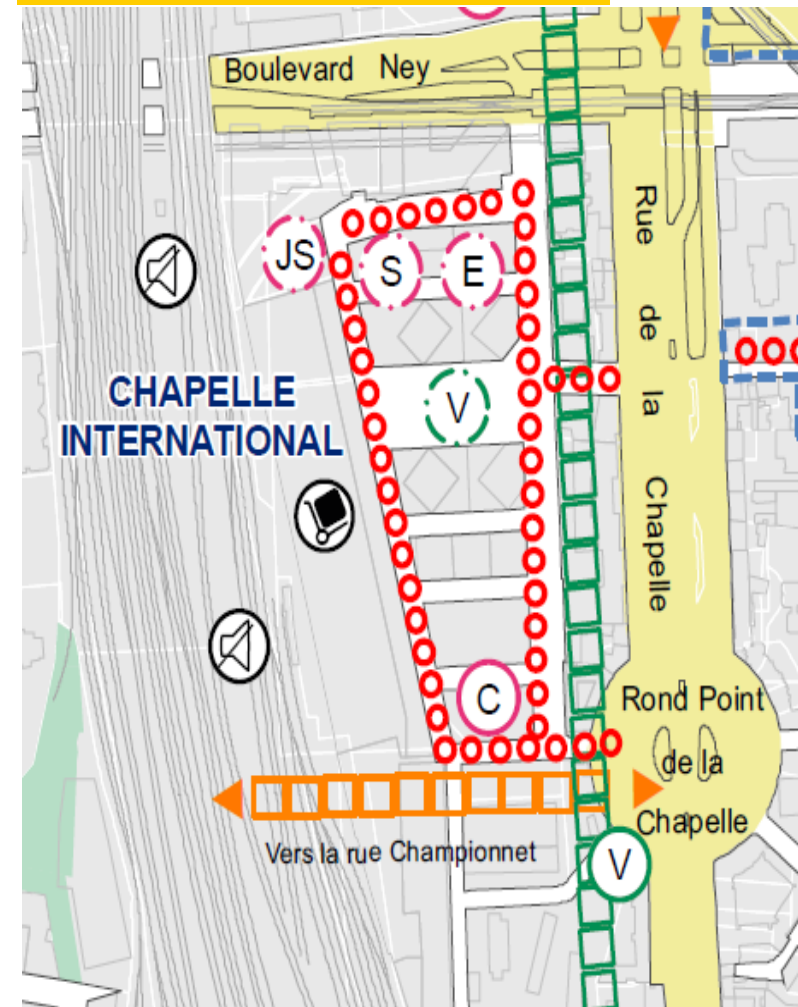 Boulevard Ney
JS
S
E
CHAPELLE
INTERNATIONAL
V
Rue de la Chapelle
C
Rond Point
de la
Chapelle
Vers la rue Championnet
V